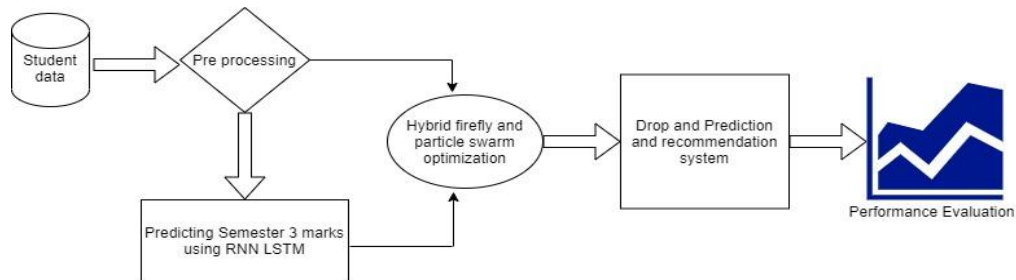 Student
data
Pre processing
Predicting Semester 3 marks
using RNN LSTM
Hybrid firefly and
particle swarm
optimization
Drop and Prediction
and recommendation
system
Performance Evaluation